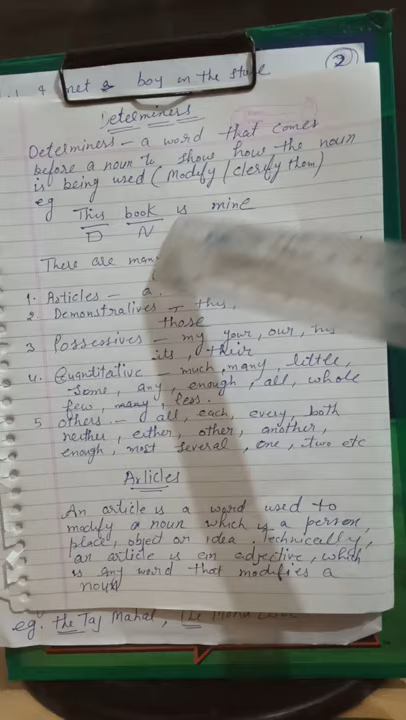 met a boy in the store
2
Determiners
Determiners - a word that comes
before a noun to show how the noun
is being used ( Modify / clerify them)
eg This book is mine
D N
There are
1. Articles - a
2. Demonstratives - this,
those
3 Possessives - my, your, our, his
its, their
4. Quantitative - much, many, little,
Some, any, enough, all, whole
few, many, less.
5. others - all, each, every, both
neither, either, other, another,
enough, most several, one, two etc
Articles
An article is a word used to
modify a noun which is a person,
place, object or idea. Technically,
an article is an adjective, which
is any word that modifies a
noun
eg. the Taj Mahal, The